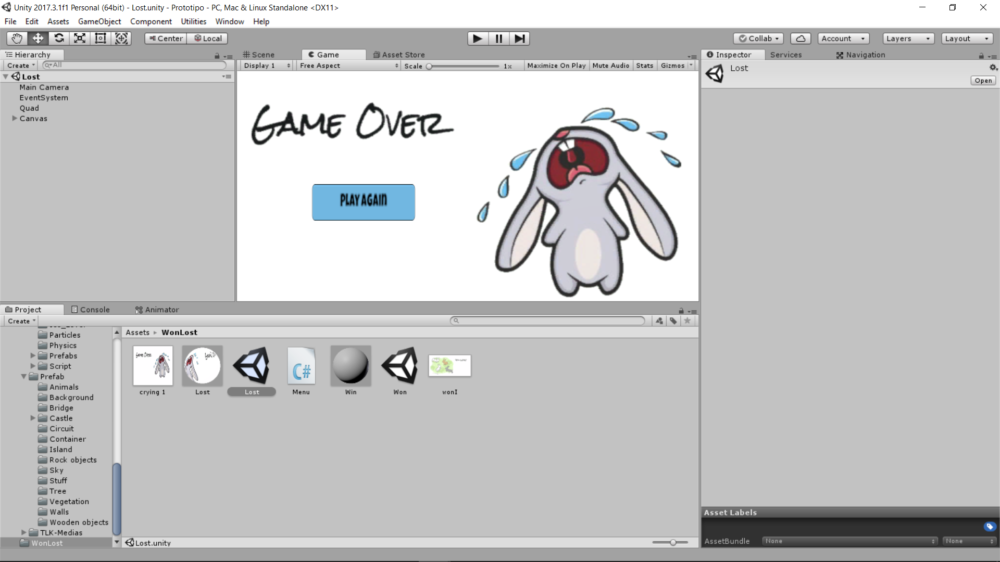 Unity 2017.3.1f1 Personal (64bit) - Lost.unity - Prototipo - PC, Mac & Linux Standalone <DX11>
File Edit Assets GameObject Component Utilities Window Help
Center Local Collab Account Layers Layout
Hierarchy
Create All
Lost
Main Camera
EventSystem
Quad
Canvas
Scene Game Asset Store
Display 1 Free Aspect Scale 1x Maximize On Play Mute Audio Stats Gizmos
GAME OVER
PLAY AGAIN
Inspector Services Navigation
Lost
Open
Project Console Animator
Create
Particles
Physics
Prefabs
Script
Prefab
Animals
Background
Bridge
Castle
Circuit
Container
Island
Rock objects
Sky
Stuff
Tree
Vegetation
Walls
Wooden objects
TLK-Medias
WonLost
Assets WonLost
Game Over
C#
crying 1 Lost Lost Menu Win Won wonI
Lost.unity
Asset Labels
AssetBundle None None